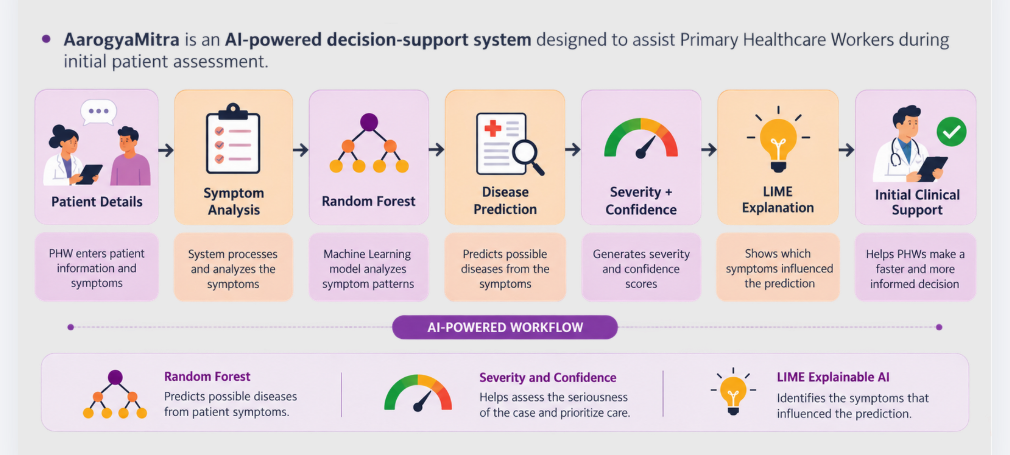 AarogyaMitra is an AI-powered decision-support system designed to assist Primary Healthcare Workers during
initial patient assessment.
Patient Details
Symptom
Analysis
Random Forest
Disease
Prediction
Severity +
Confidence
LIME
Explanation
Initial Clinical
Support
PHW enters patient
information and
symptoms
System processes
and analyzes the
symptoms
Machine Learning
model analyzes
symptom patterns
Predicts possible
diseases from the
symptoms
Generates severity
and confidence
scores
Shows which
symptoms influenced
the prediction
Helps PHWs make a
faster and more
informed decision
AI-POWERED WORKFLOW
Random Forest
Predicts possible diseases
from patient symptoms.
Severity and Confidence
Helps assess the seriousness
of the case and prioritize care.
LIME Explainable AI
Identifies the symptoms that
influenced the prediction.